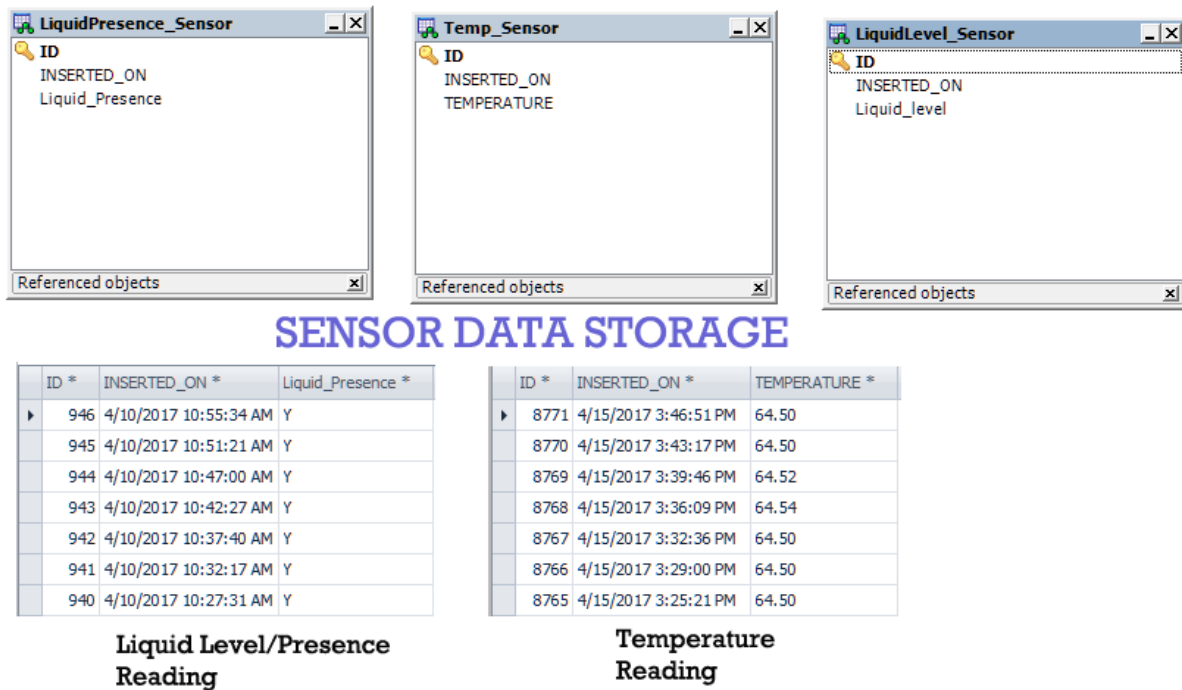 LiquidPresence_Sensor
ID
INSERTED_ON
Liquid_Presence
Referenced objects
Temp_Sensor
ID
INSERTED_ON
TEMPERATURE
Referenced objects
LiquidLevel_Sensor
ID
INSERTED_ON
Liquid_level
Referenced objects
SENSOR DATA STORAGE
ID * INSERTED_ON * Liquid_Presence *
946 4/10/2017 10:55:34 AM Y
945 4/10/2017 10:51:21 AM Y
944 4/10/2017 10:47:00 AM Y
943 4/10/2017 10:42:27 AM Y
942 4/10/2017 10:37:40 AM Y
941 4/10/2017 10:32:17 AM Y
940 4/10/2017 10:27:31 AM Y
Liquid Level/Presence
Reading
ID * INSERTED_ON * TEMPERATURE *
8771 4/15/2017 3:46:51 PM 64.50
8770 4/15/2017 3:43:17 PM 64.50
8769 4/15/2017 3:39:46 PM 64.52
8768 4/15/2017 3:36:09 PM 64.54
8767 4/15/2017 3:32:36 PM 64.50
8766 4/15/2017 3:29:00 PM 64.50
8765 4/15/2017 3:25:21 PM 64.50
Temperature
Reading